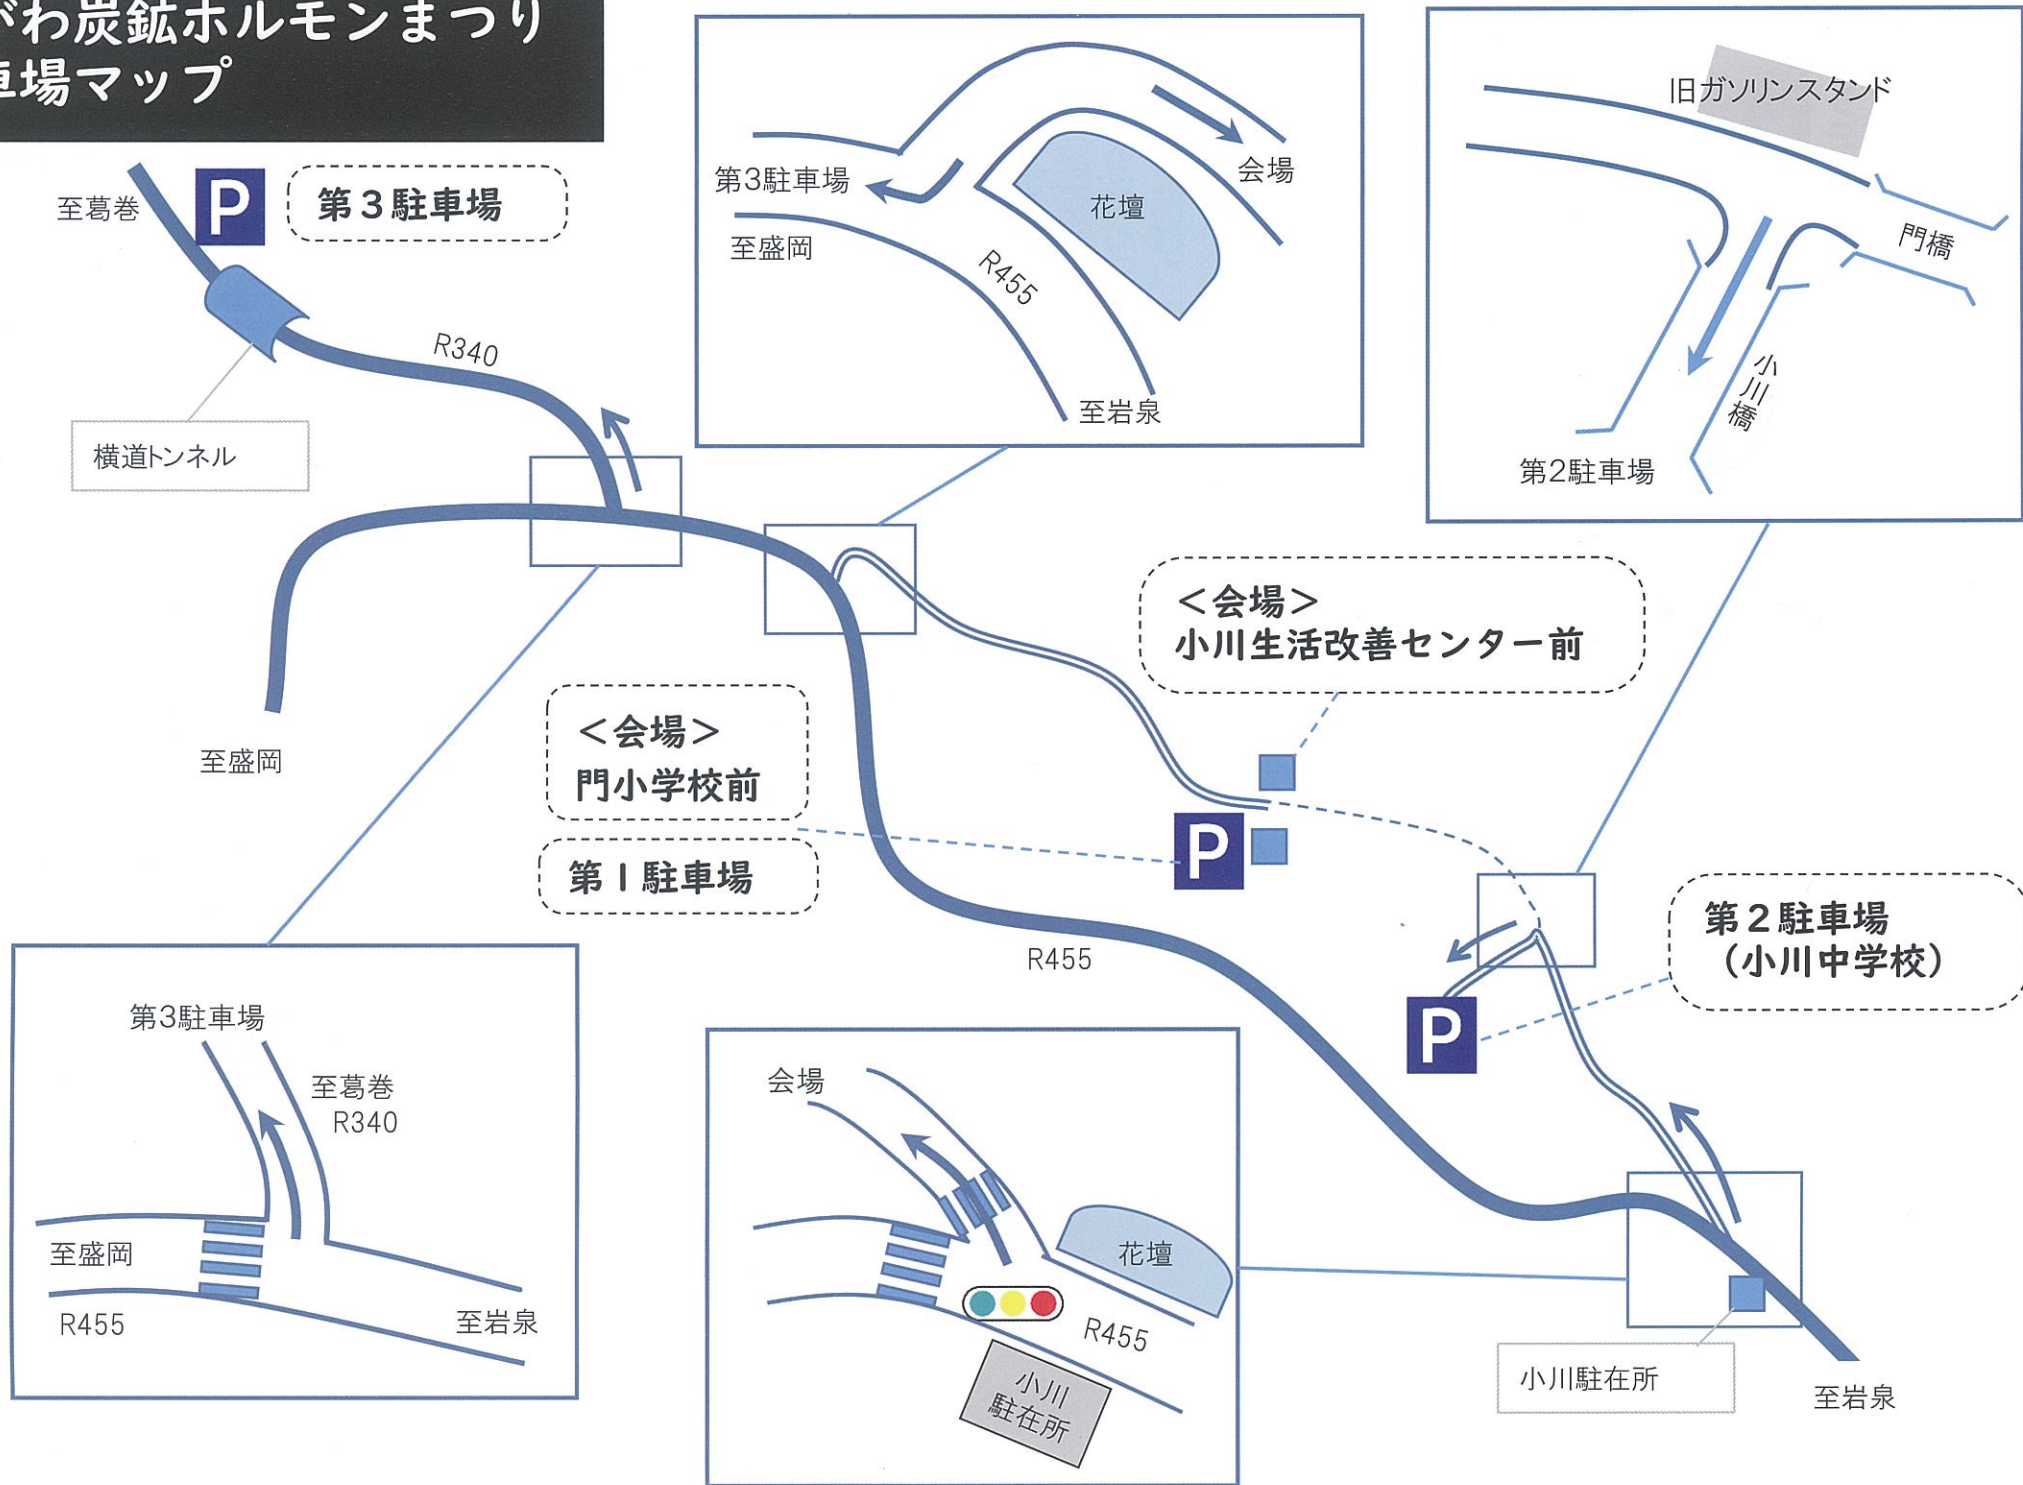 がわ炭鉱ホルモンまつり
車場マップ
至葛巻
P
第3駐車場
横道トンネル
R340
至盛岡
第3駐車場
至盛岡
R455
花壇
会場
至岩泉
旧ガソリンスタンド
門橋
小川橋
第2駐車場
<会場>
小川生活改善センター前
<会場>
門小学校前
第1駐車場
P
R455
第2駐車場
(小川中学校)
P
第3駐車場
至葛巻
R340
至盛岡
R455
至岩泉
会場
花壇
R455
小川
駐在所
小川駐在所
至岩泉